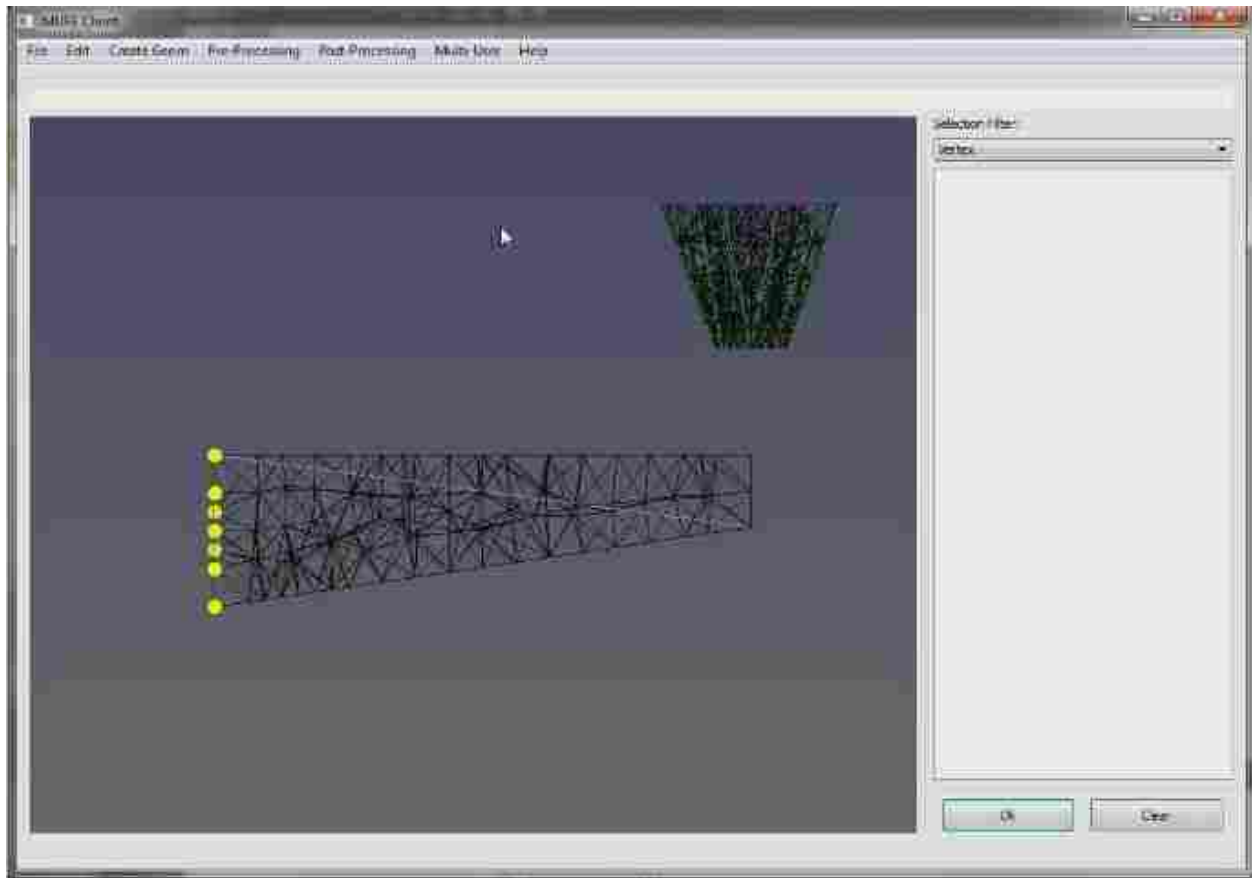 File Edit Create Geom Pre-Processing Post-Processing Multi-User Help
Selection Filter:
Vertex
Ok
Clear